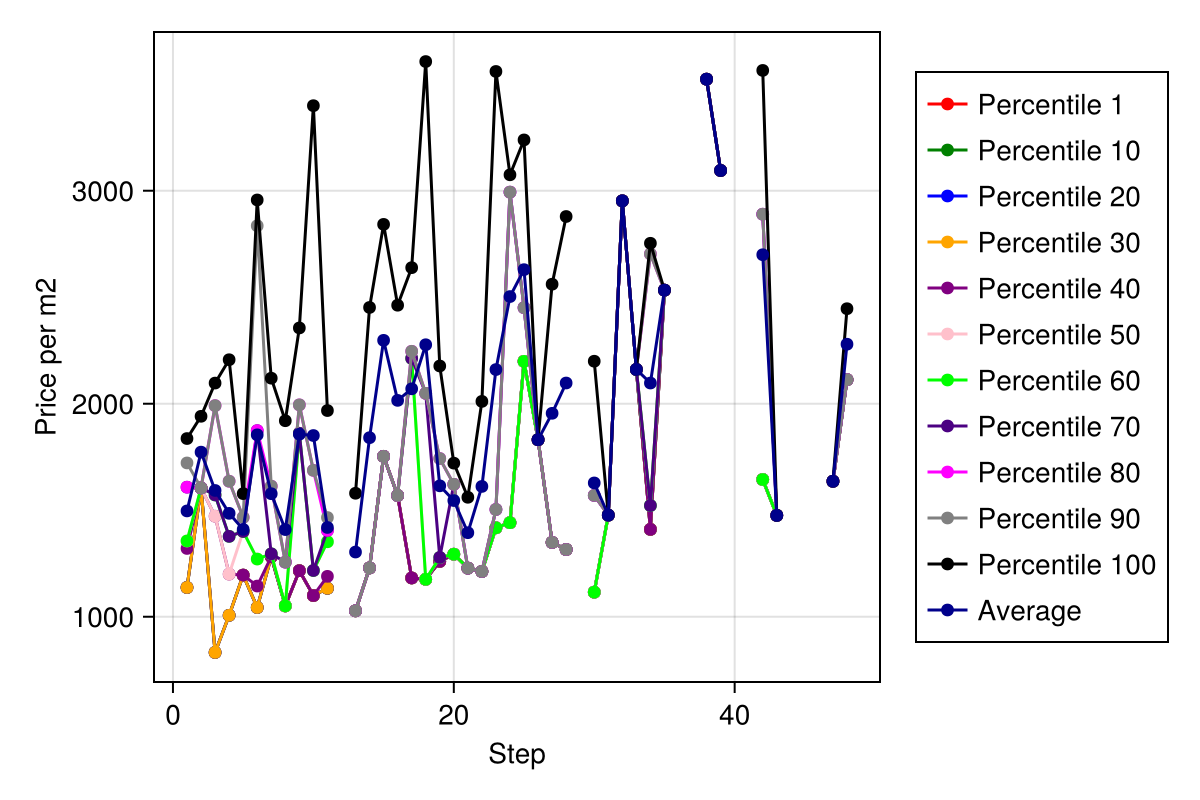 Price per m2
3000
2000
1000
0
20
40
Step
Percentile 1
Percentile 10
Percentile 20
Percentile 30
Percentile 40
Percentile 50
Percentile 60
Percentile 70
Percentile 80
Percentile 90
Percentile 100
Average